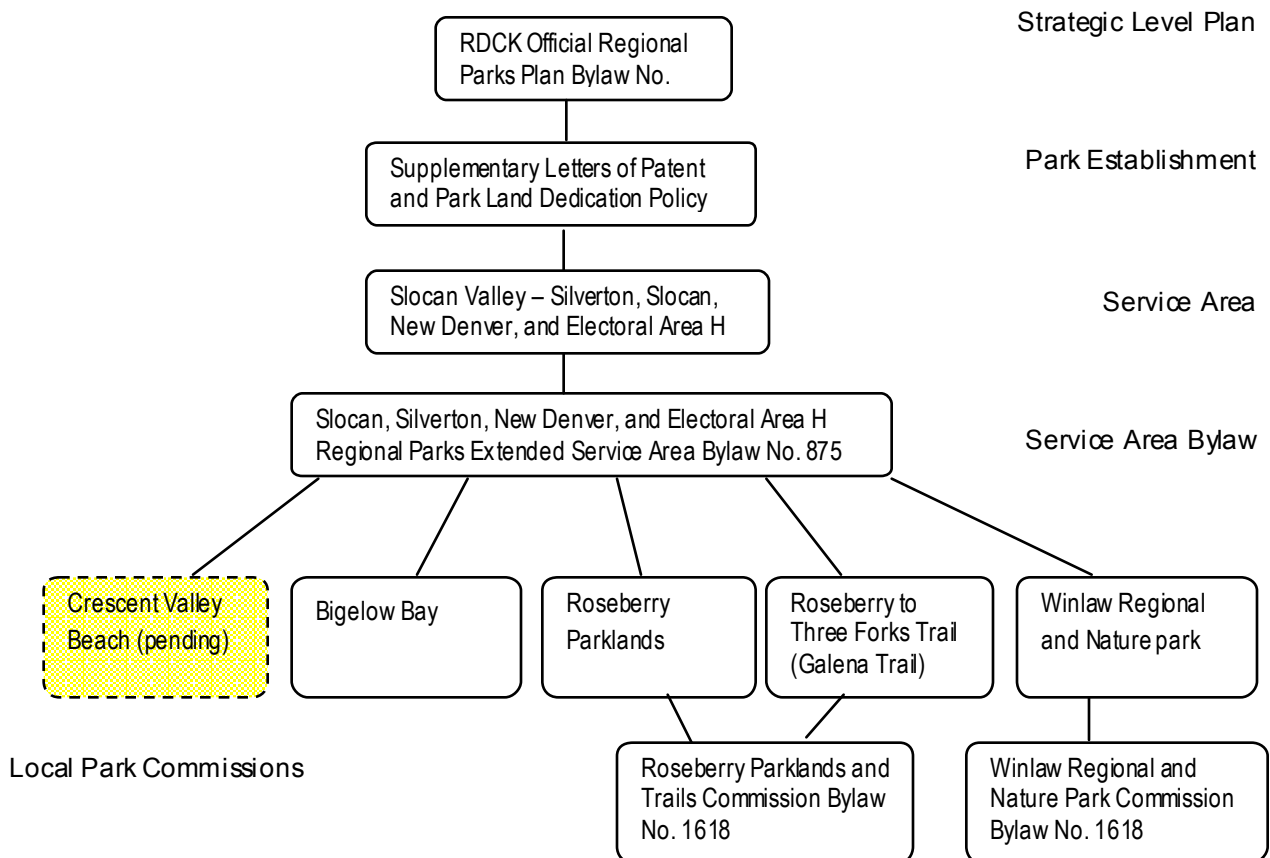 Strategic Level Plan
RDCK Official Regional
Parks Plan Bylaw No.
Park Establishment
Supplementary Letters of Patent
and Park Land Dedication Policy
Service Area
Slocan Valley – Silverton, Slocan,
New Denver, and Electoral Area H
Service Area Bylaw
Slocan, Silverton, New Denver, and Electoral Area H
Regional Parks Extended Service Area Bylaw No. 875
Crescent Valley
Beach (pending)
Bigelow Bay
Roseberry
Parklands
Roseberry to
Three Forks Trail
(Galena Trail)
Winlaw Regional
and Nature park
Local Park Commissions
Roseberry Parklands and
Trails Commission Bylaw
No. 1618
Winlaw Regional and
Nature Park Commission
Bylaw No. 1618